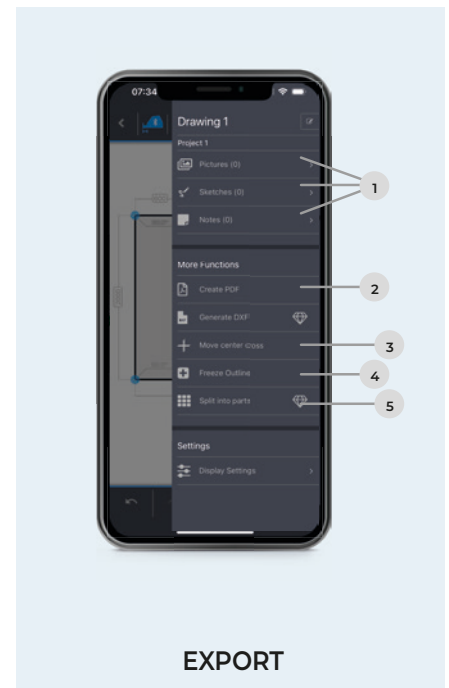 07:34
Drawing 1
Project 1
Pictures (0)
Sketches (0)
Notes (0)
1
More Functions
Create PDF
2
Generate DXF
Move center cross
3
Freeze Outline
4
Split into parts
5
Settings
Display Settings
EXPORT